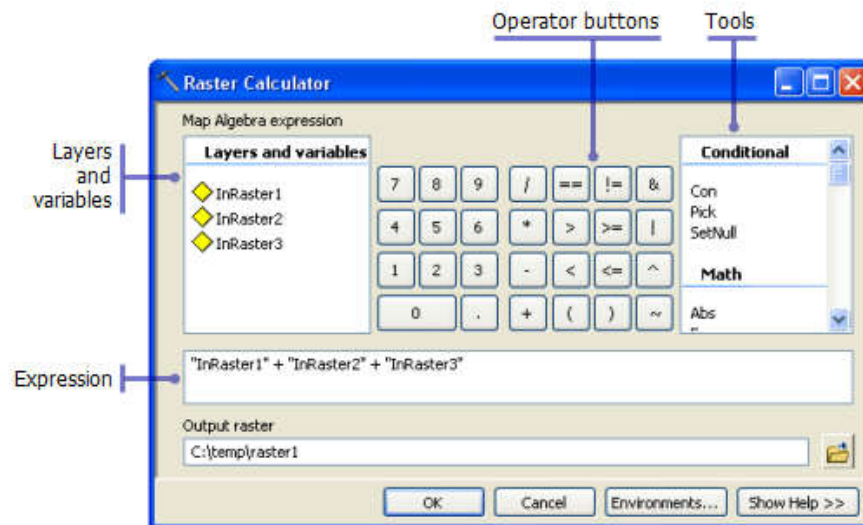 Operator buttons
Tools
Raster Calculator
Map Algebra expression
Layers and variables
Layers and variables
InRaster1
InRaster2
InRaster3
7 8 9 / == != &
4 5 6 * > >= |
1 2 3 - < <= ^
0 . + ( ) ~
Conditional
Con
Pick
SetNull
Math
Abs
Expression
"InRaster1" + "InRaster2" + "InRaster3"
Output raster
C:\temp\raster1
OK
Cancel
Environments...
Show Help >>